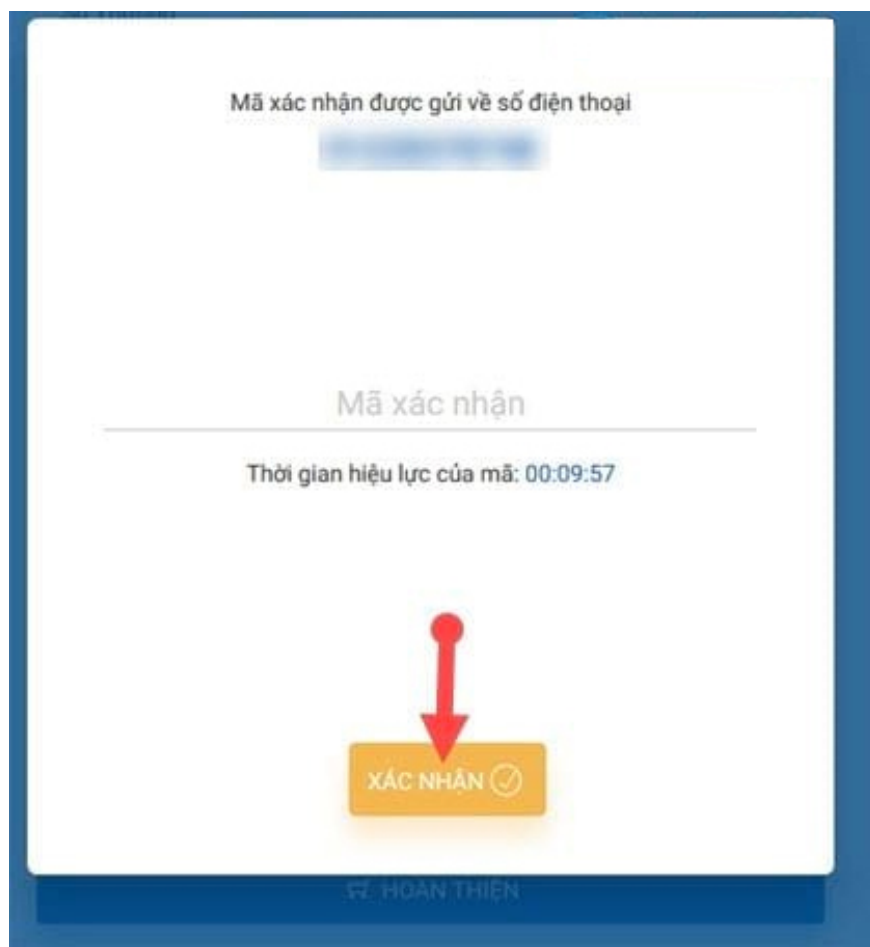 Mã xác nhận được gửi về số điện thoại
Mã xác nhận
Thời gian hiệu lực của mã: 00:09:57
XÁC NHẬN
HOÀN THIỆN